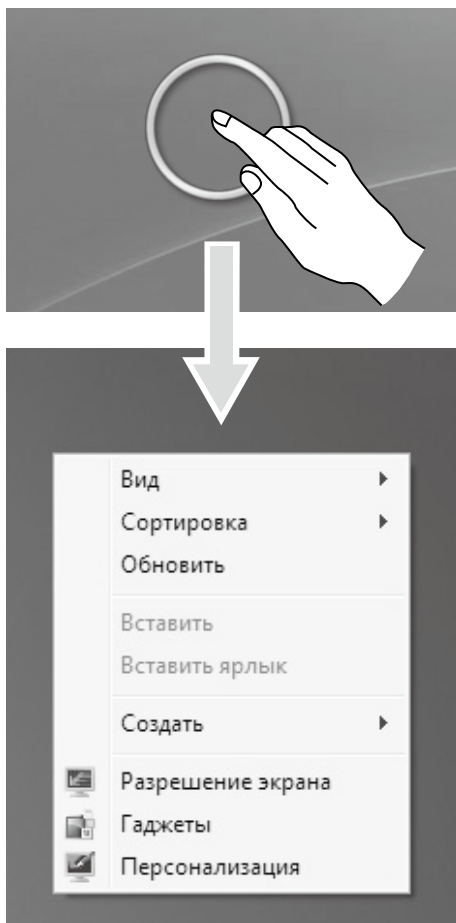 Вид
Сортировка
Обновить
Вставить
Вставить ярлык
Создать
Разрешение экрана
Гаджеты
Персонализация